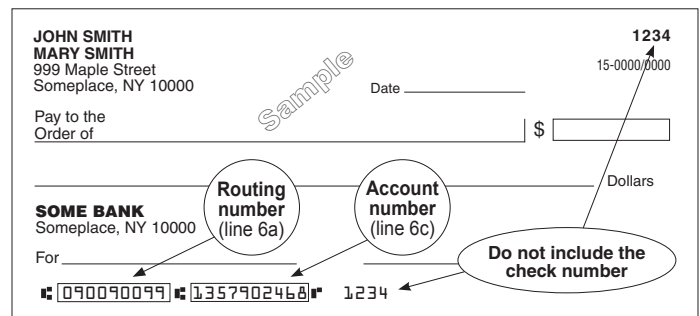 JOHN SMITH
MARY SMITH
999 Maple Street
Someplace, NY 10000
1234
15-0000/0000
Sample
Date
Pay to the
Order of
$
Dollars
Routing
number
(line 6a)
Account
number
(line 6c)
SOME BANK
Someplace, NY 10000
For
Do not include the
check number
⑆ 090090099 ⑆ 1357902468 ⑈ 1234